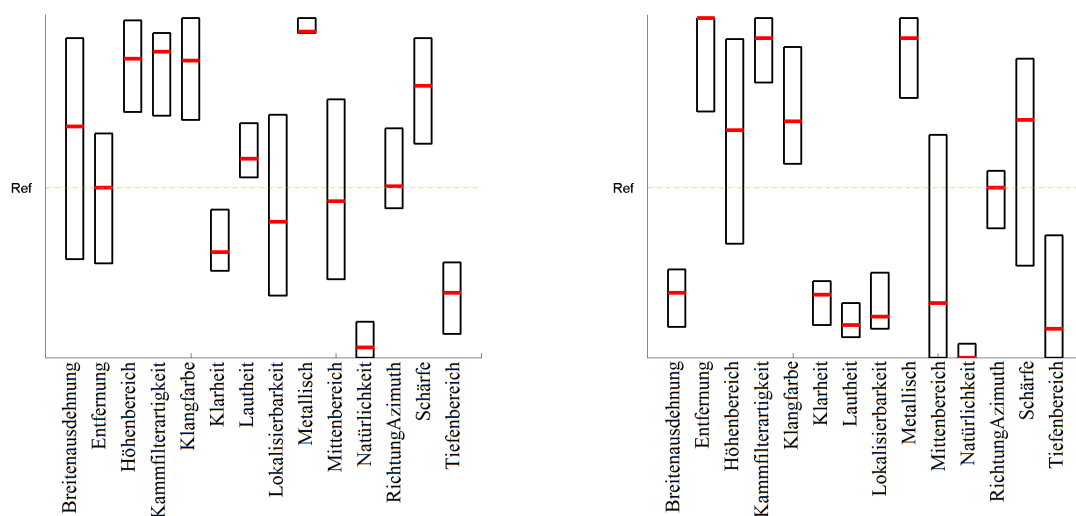 Ref
Breitenausdehnung
Entfernung
Höhenbereich
Kammfilterartigkeit
Klangfarbe
Klarheit
Lautheit
Lokalisierbarkeit
Metallisch
Mittenbereich
Natürlichkeit
RichtungAzimuth
Schärfe
Tiefenbereich
Ref
Breitenausdehnung
Entfernung
Höhenbereich
Kammfilterartigkeit
Klangfarbe
Klarheit
Lautheit
Lokalisierbarkeit
Metallisch
Mittenbereich
Natürlichkeit
RichtungAzimuth
Schärfe
Tiefenbereich